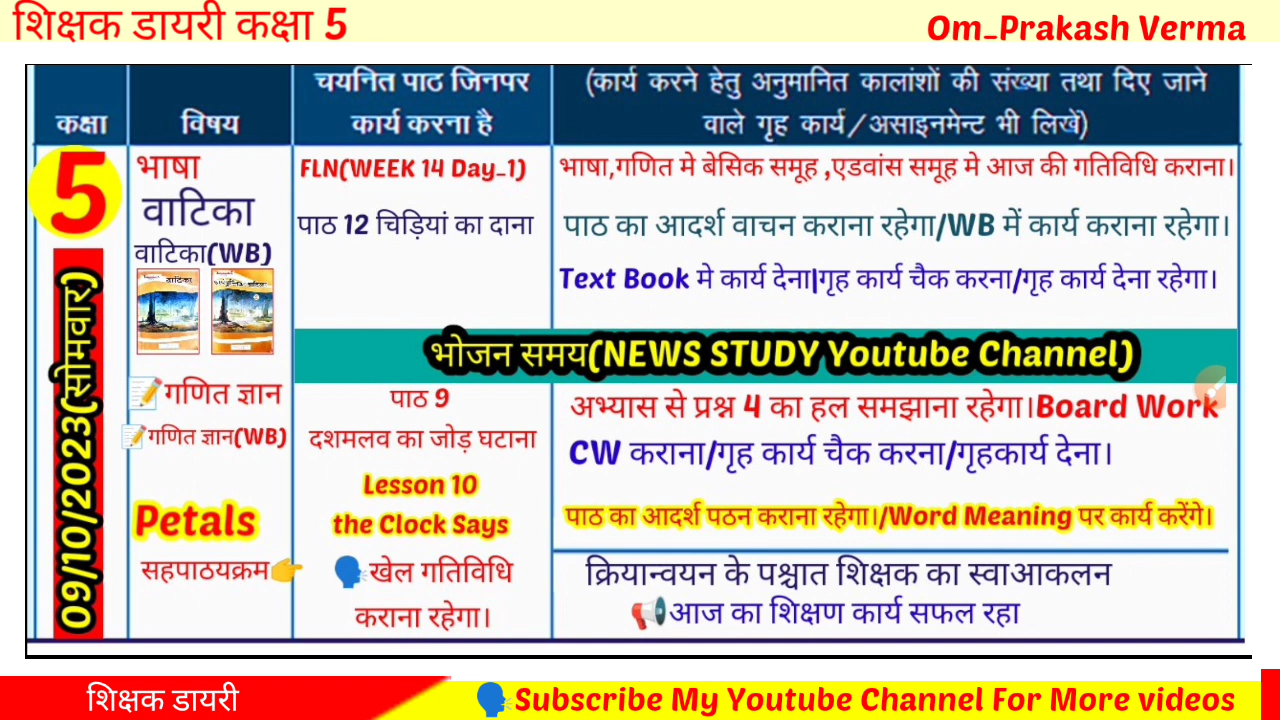 शिक्षक डायरी कक्षा 5
Om_Prakash Verma
कक्षा
विषय
चयनित पाठ जिनपर
कार्य करना है
(कार्य करने हेतु अनुमानित कालांशों की संख्या तथा दिए जाने
वाले गृह कार्य/असाइनमेन्ट भी लिखें)
5
09/10/2023(सोमवार)
भाषा
FLN(WEEK 14 Day_1)
भाषा,गणित मे बेसिक समूह ,एडवांस समूह मे आज की गतिविधि कराना।
वाटिका
वाटिका(WB)
पाठ 12 चिड़ियां का दाना
पाठ का आदर्श वाचन कराना रहेगा/WB में कार्य कराना रहेगा।
Text Book मे कार्य देना|गृह कार्य चैक करना/गृह कार्य देना रहेगा।
वाटिका
भोजन समय(NEWS STUDY Youtube Channel)
गणित ज्ञान
गणित ज्ञान(WB)
पाठ 9
दशमलव का जोड़ घटाना
अभ्यास से प्रश्न 4 का हल समझाना रहेगा।Board Work
CW कराना/गृह कार्य चैक करना/गृहकार्य देना।
Petals
Lesson 10
the Clock Says
पाठ का आदर्श पठन कराना रहेगा।/Word Meaning पर कार्य करेंगे।
सहपाठयक्रम
खेल गतिविधि
कराना रहेगा।
क्रियान्वयन के पश्चात शिक्षक का स्वाआकलन
आज का शिक्षण कार्य सफल रहा
शिक्षक डायरी
Subscribe My Youtube Channel For More videos